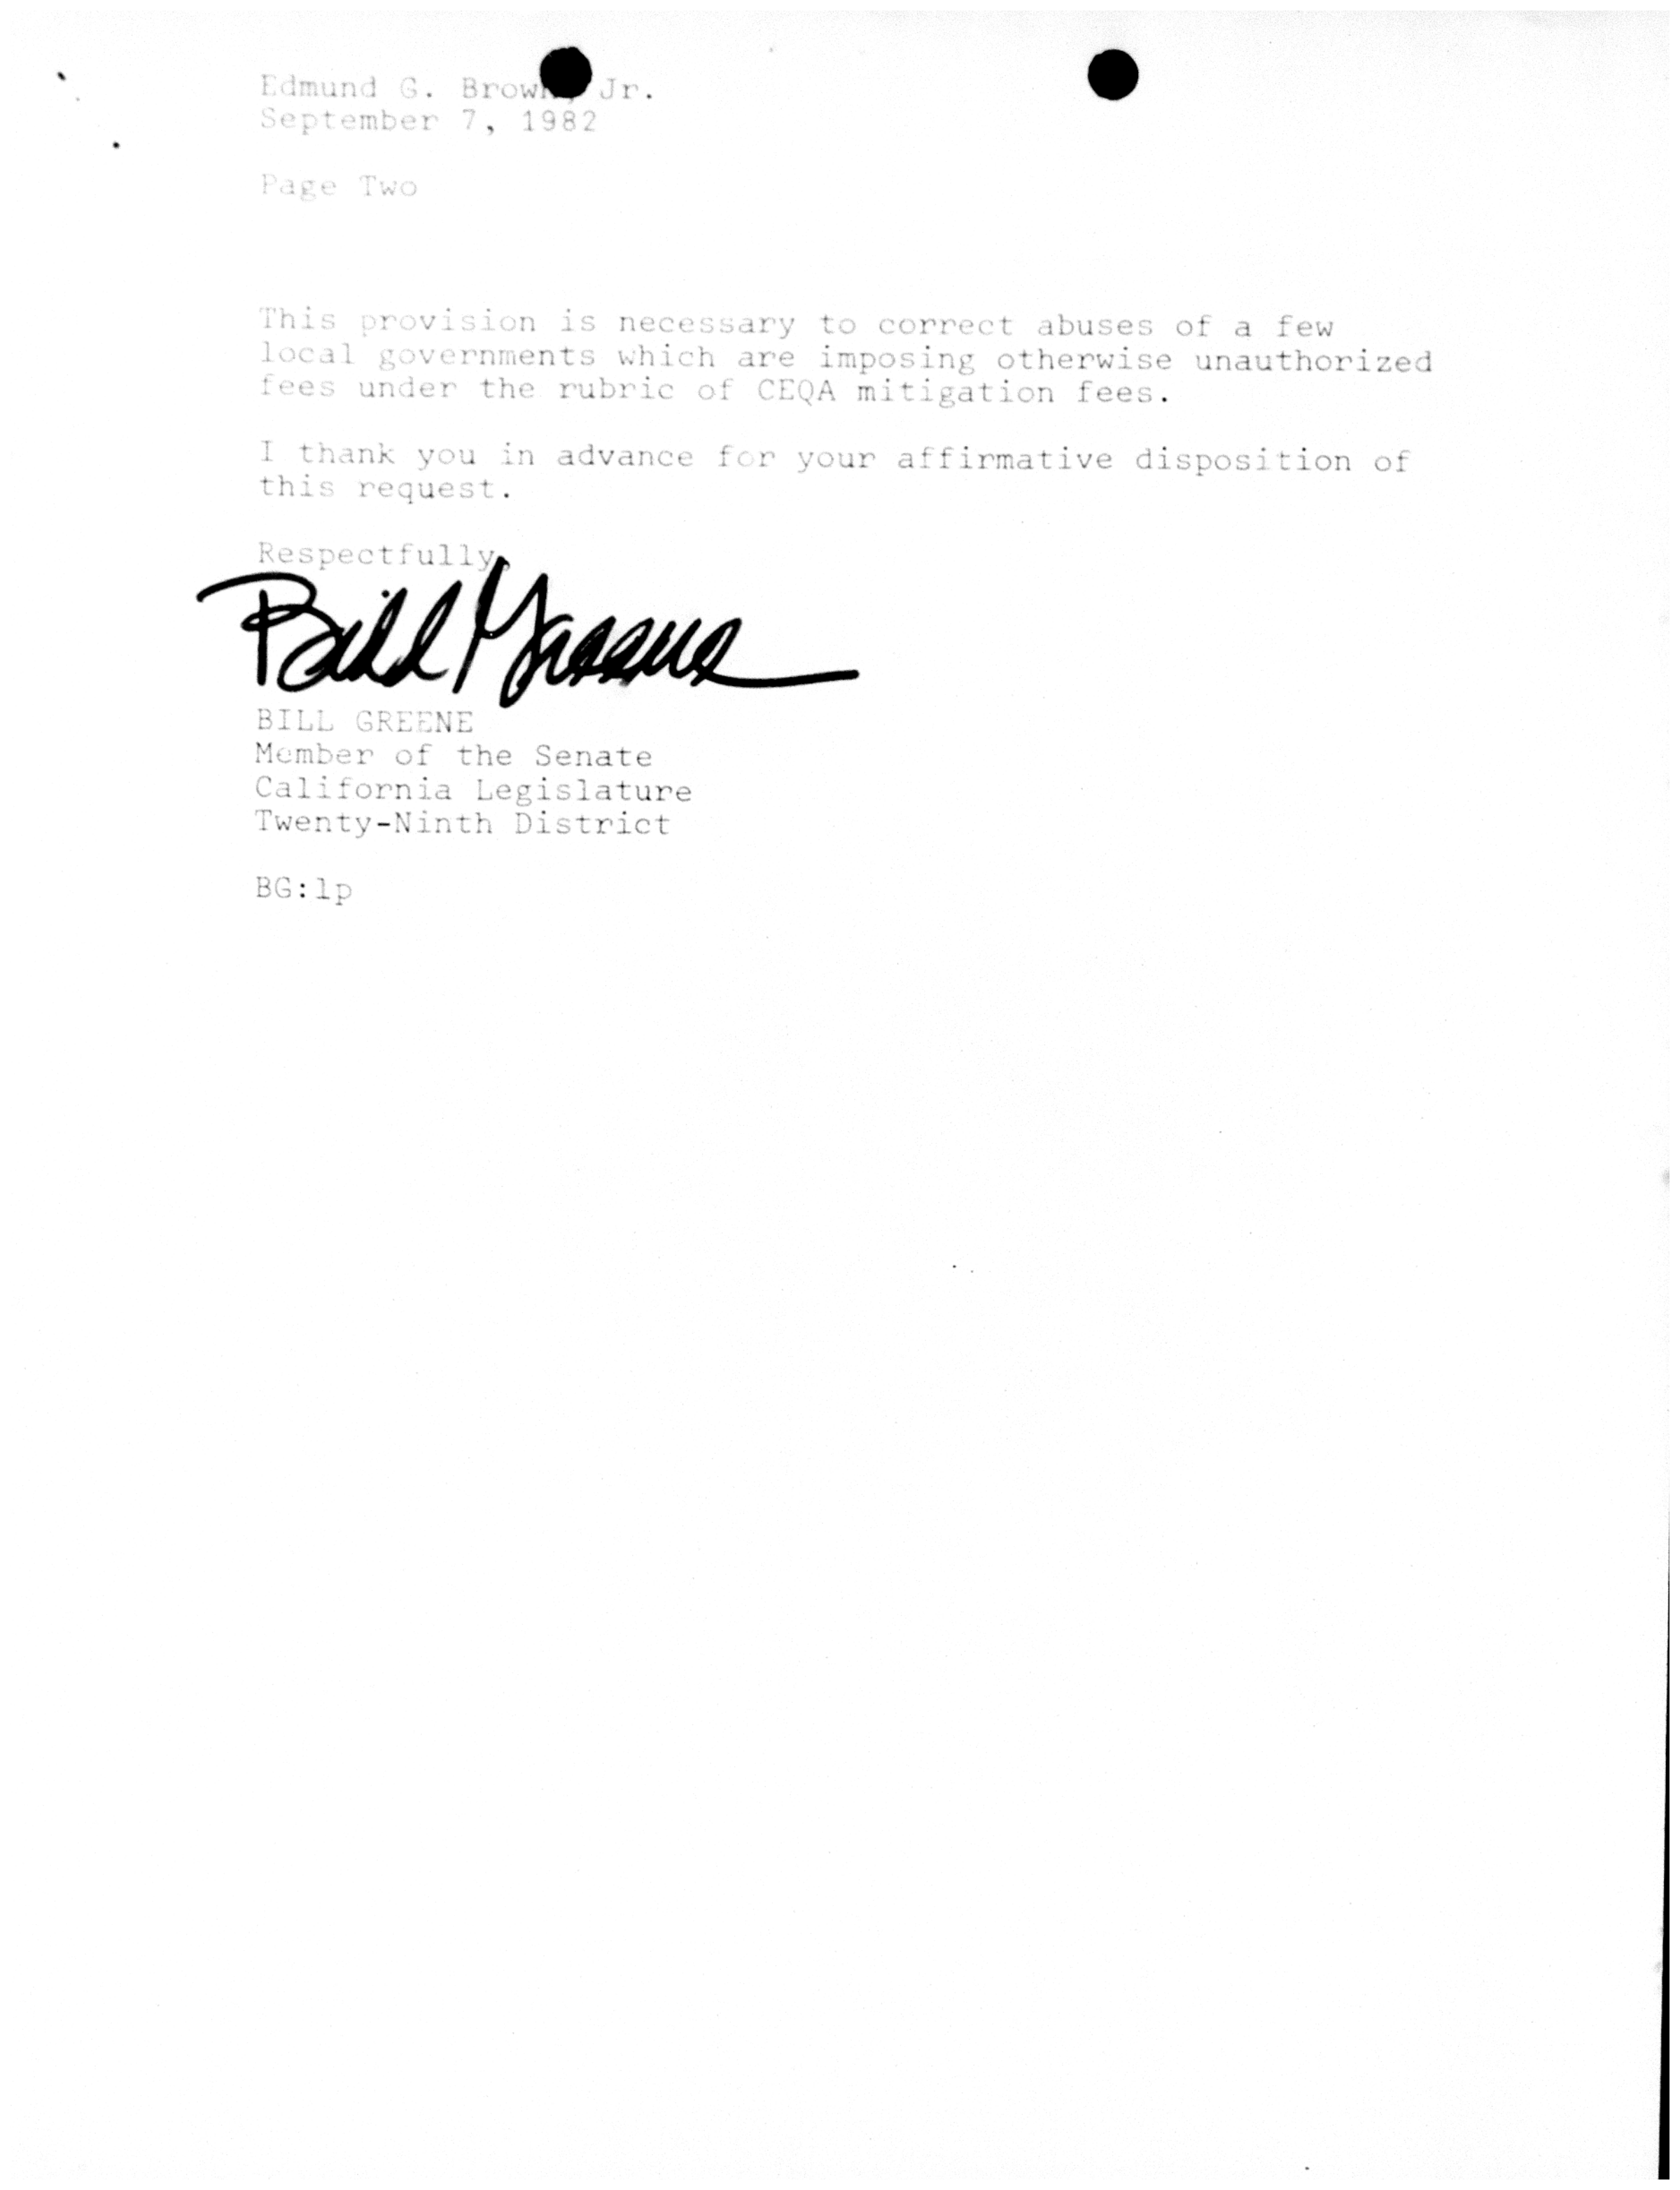 Edmund G. Brown, Jr.
September 7, 1982
Page Two
This provision is necessary to correct abuses of a few
local governments which are imposing otherwise unauthorized
fees under the rubric of CEQA mitigation fees.
I thank you in advance for your affirmative disposition of
this request.
Respectfully,
Bill Greene
BILL GREENE
Member of the Senate
California Legislature
Twenty-Ninth District
BG:lp